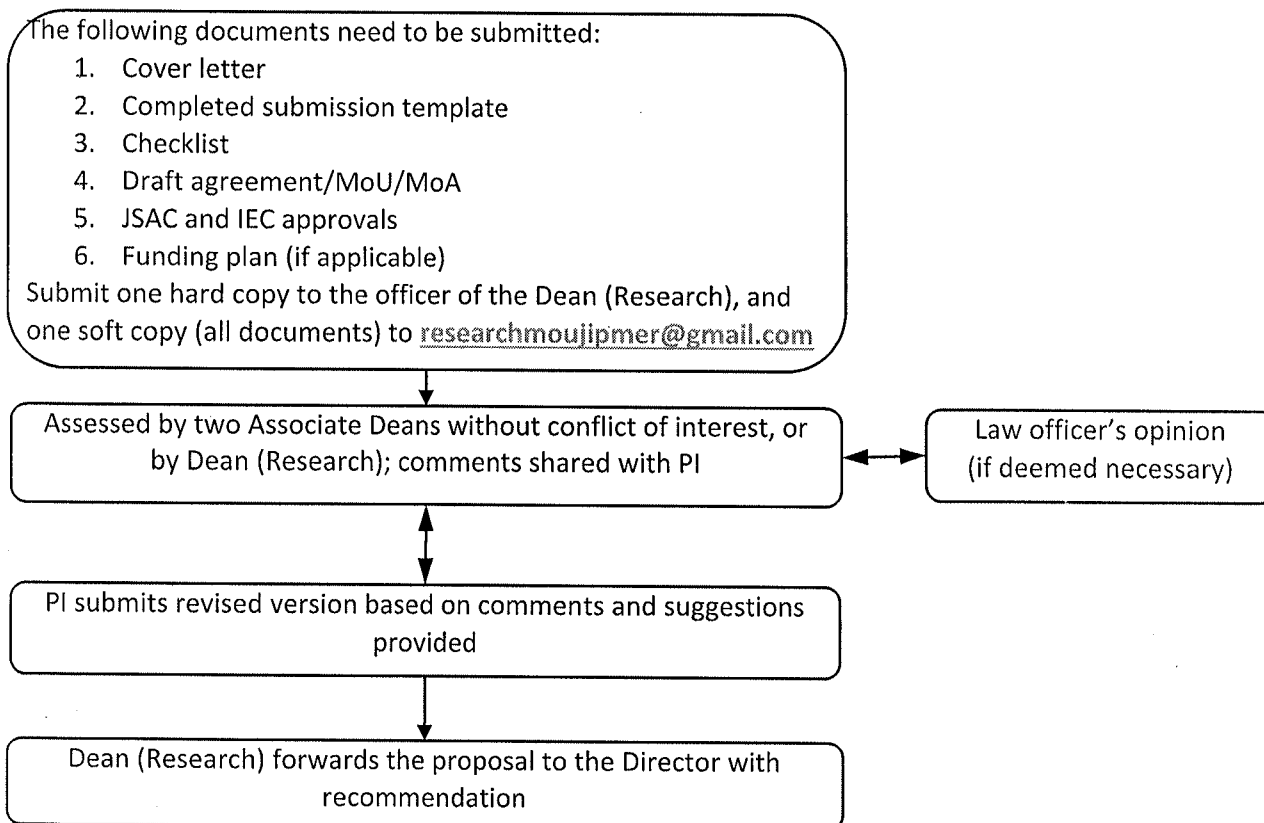 The following documents need to be submitted:
1. Cover letter
2. Completed submission template
3. Checklist
4. Draft agreement/MoU/MoA
5. JSAC and IEC approvals
6. Funding plan (if applicable)
Submit one hard copy to the officer of the Dean (Research), and
one soft copy (all documents) to researchmoujipmer@gmail.com
Assessed by two Associate Deans without conflict of interest, or
by Dean (Research); comments shared with PI
Law officer's opinion
(if deemed necessary)
PI submits revised version based on comments and suggestions
provided
Dean (Research) forwards the proposal to the Director with
recommendation